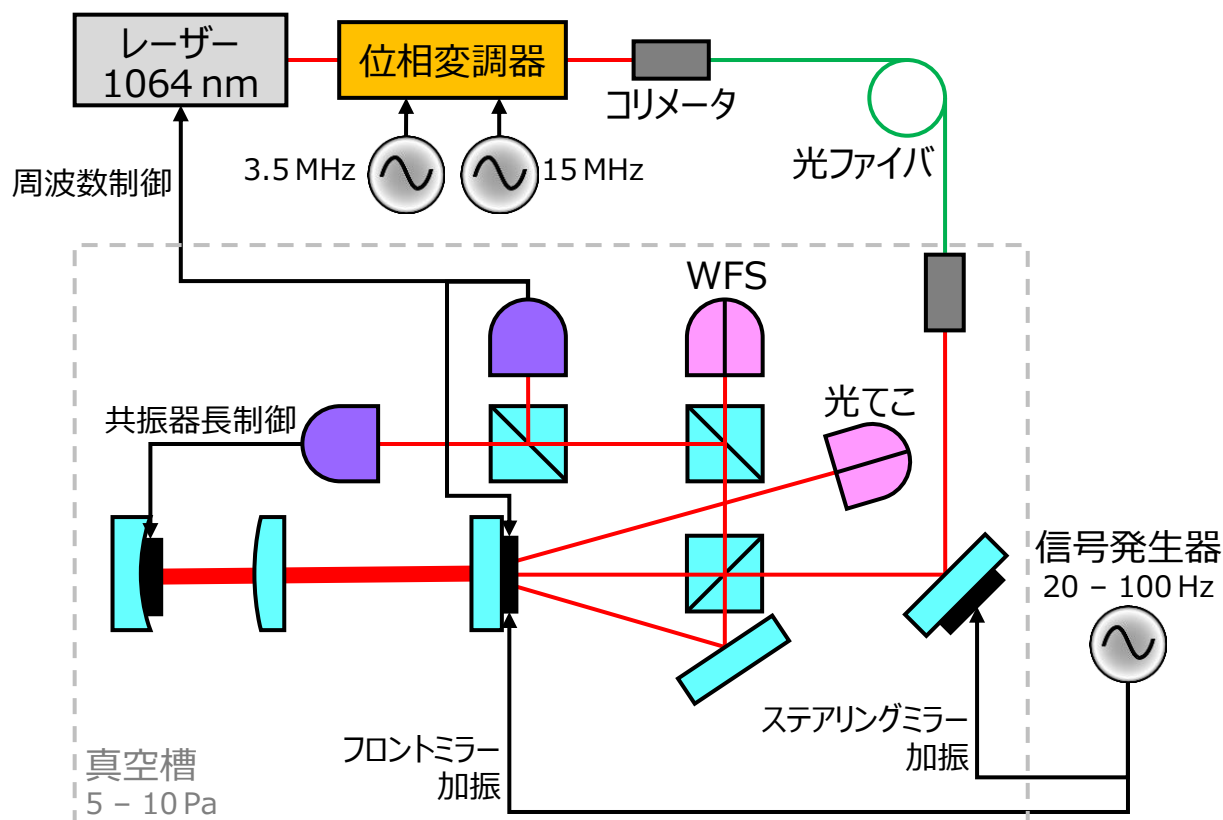 レーザー
1064 nm
位相変調器
コリメータ
光ファイバ
3.5 MHz
15 MHz
周波数制御
WFS
光てこ
共振器長制御
信号発生器
20 – 100 Hz
ステアリングミラー
加振
フロントミラー
加振
真空槽
5 – 10 Pa